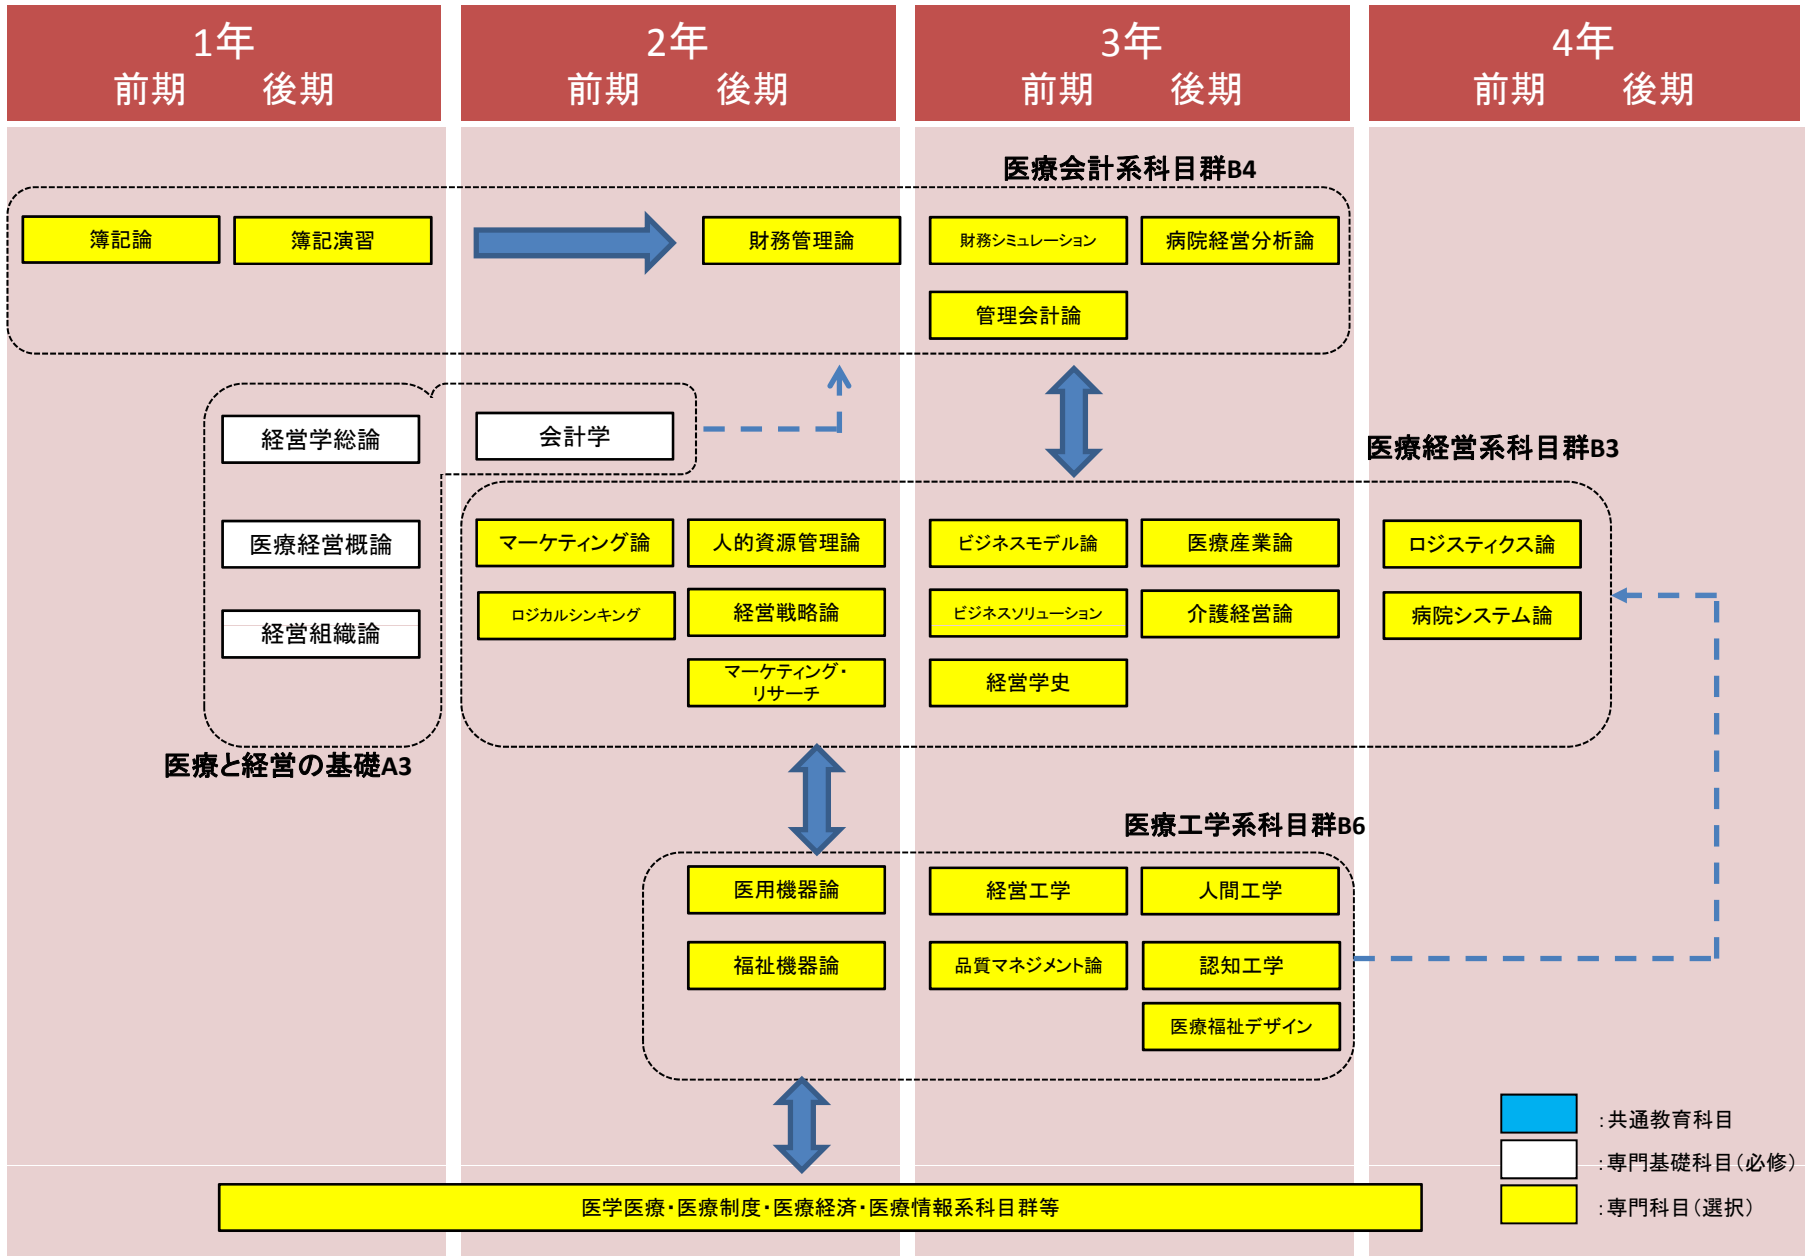 1年
前期 後期
2年
前期 後期
3年
前期 後期
4年
前期 後期
医療会計系科目群B4
簿記論
簿記演習
財務管理論
財務シミュレーション
病院経営分析論
管理会計論
経営学総論
会計学
医療経営系科目群B3
医療経営概論
マーケティング論
人的資源管理論
ビジネスモデル論
医療産業論
ロジスティクス論
経営組織論
ロジカルシンキング
経営戦略論
ビジネスソリューション
介護経営論
病院システム論
マーケティング・
リサーチ
経営学史
医療と経営の基礎A3
医療工学系科目群B6
医用機器論
経営工学
人間工学
福祉機器論
品質マネジメント論
認知工学
医療福祉デザイン
：共通教育科目
：専門基礎科目（必修）
：専門科目（選択）
医学医療・医療制度・医療経済・医療情報系科目群等